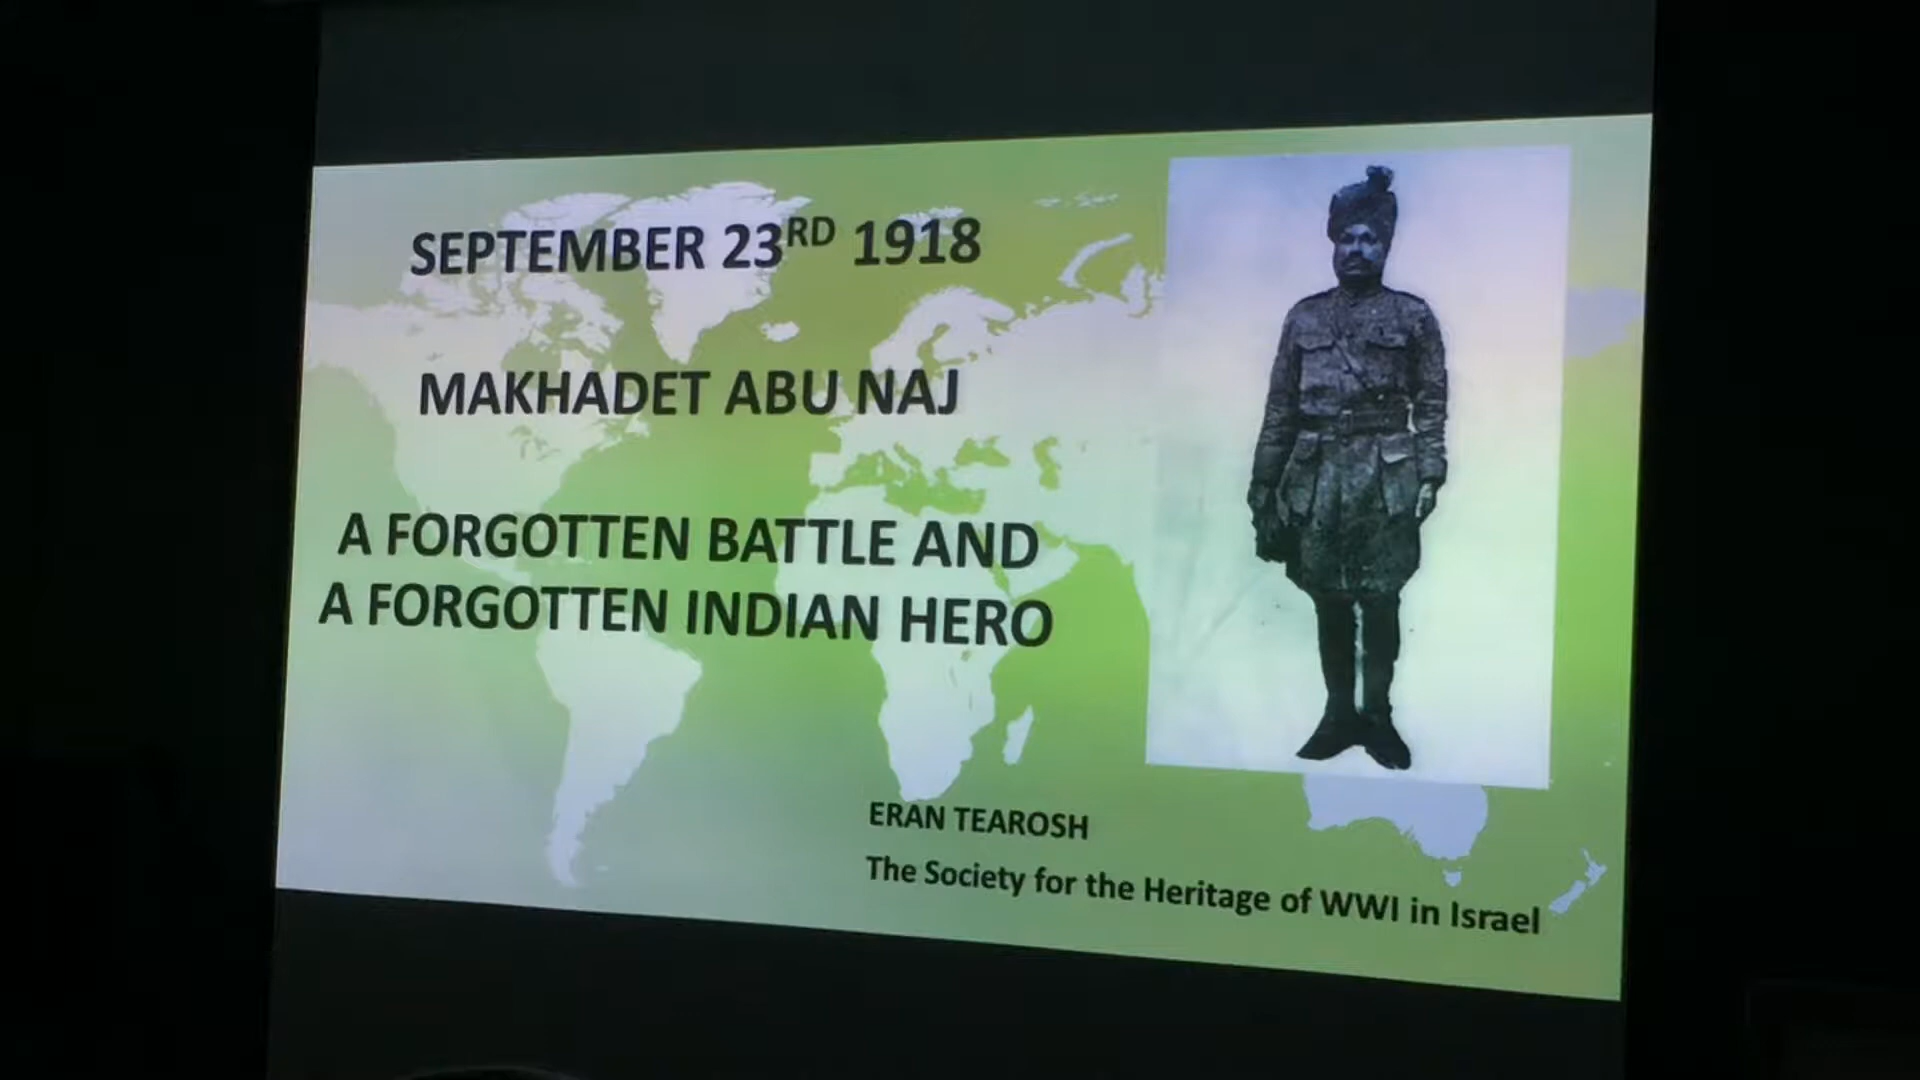 SEPTEMBER 23RD 1918
MAKHADET ABU NAJ
A FORGOTTEN BATTLE AND
A FORGOTTEN INDIAN HERO
ERAN TEAROSH
The Society for the Heritage of WWI in Israel